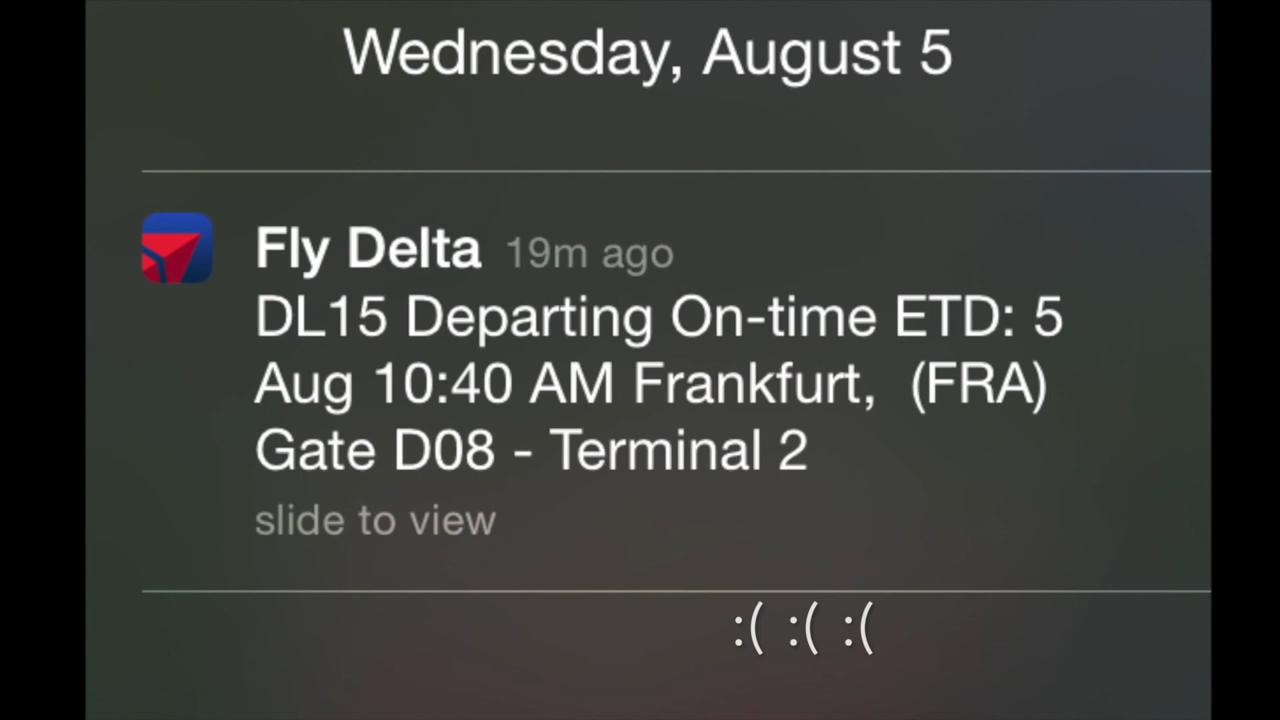 Wednesday, August 5
Fly Delta 19m ago
DL15 Departing On-time ETD: 5
Aug 10:40 AM Frankfurt,  (FRA)
Gate D08 - Terminal 2
slide to view
:( :( :(